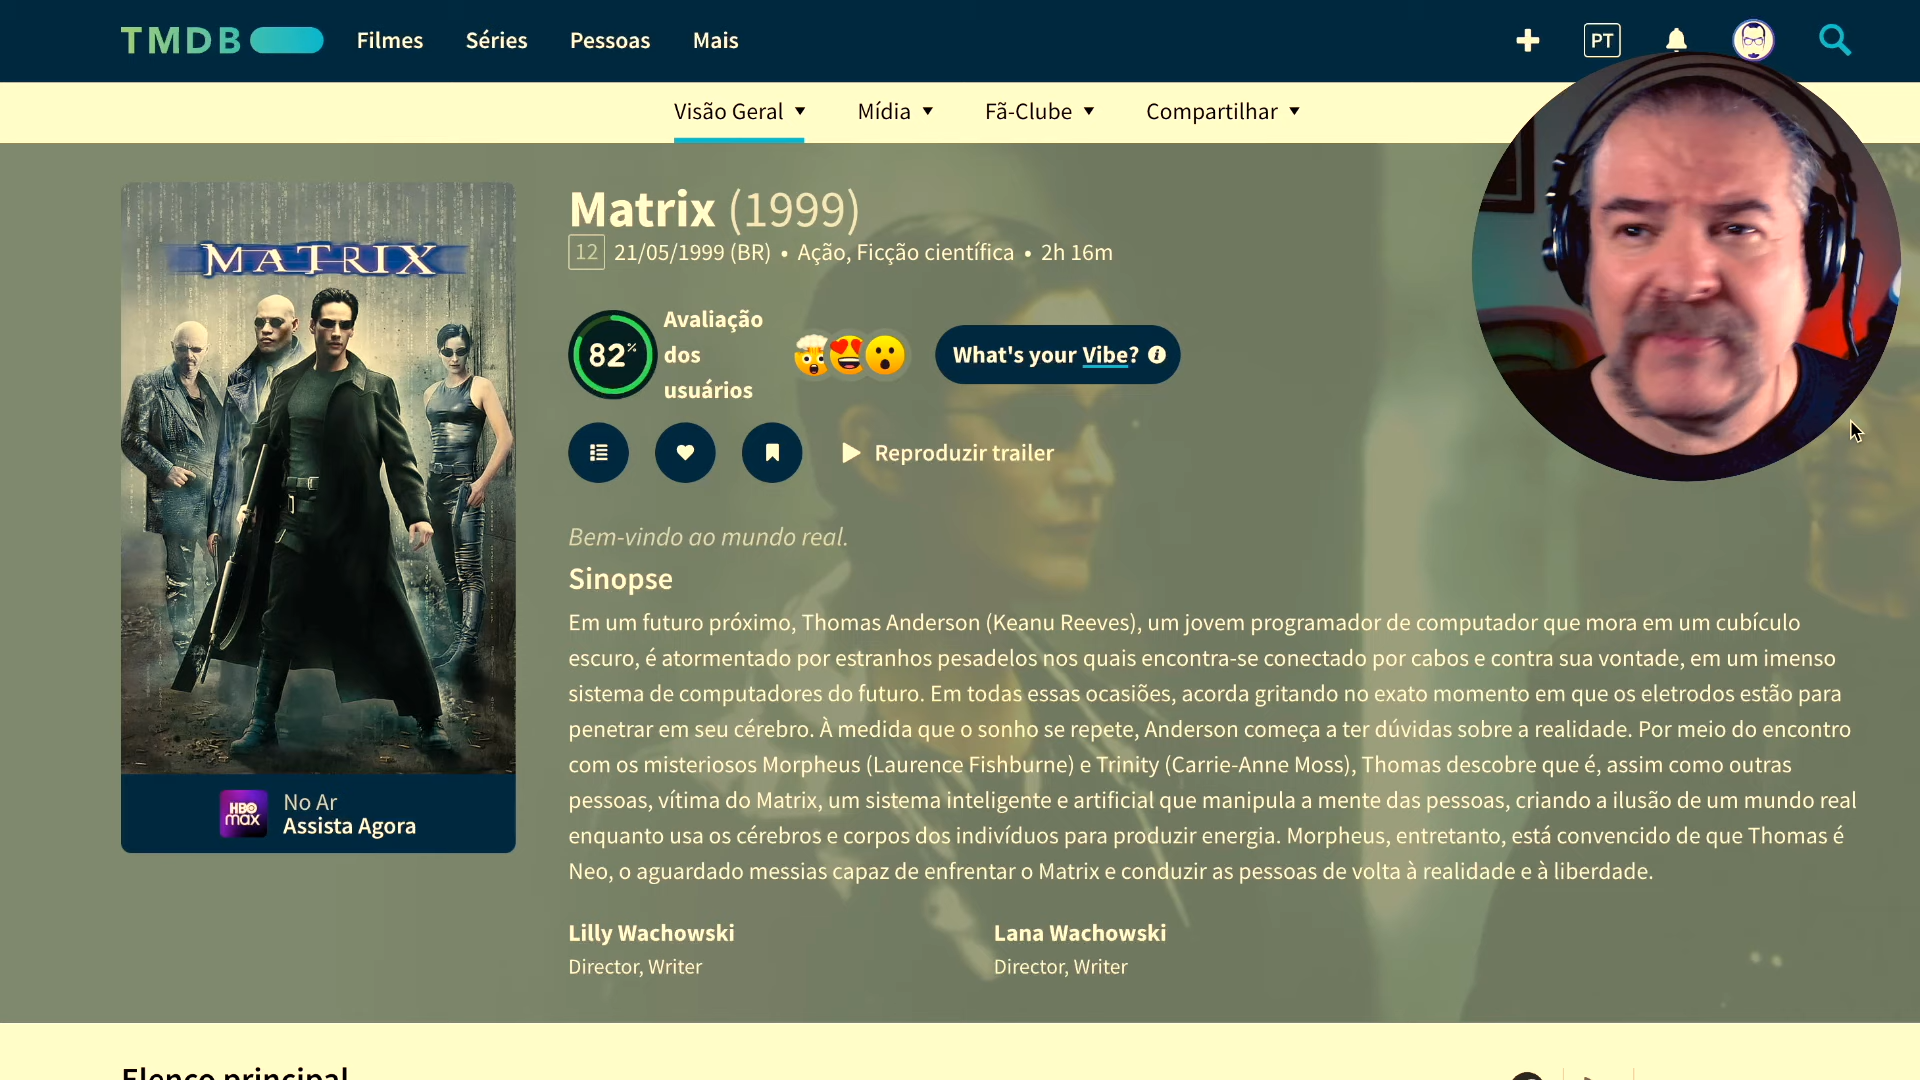 TMDB
Filmes
Séries
Pessoas
Mais
PT
Visão Geral
Mídia
Fã-Clube
Compartilhar
MATRIX
Matrix (1999)
12 21/05/1999 (BR) • Ação, Ficção científica • 2h 16m
82%
Avaliação
dos
usuários
What's your Vibe?
Reproduzir trailer
Bem-vindo ao mundo real.
Sinopse
Em um futuro próximo, Thomas Anderson (Keanu Reeves), um jovem programador de computador que mora em um cubículo
escuro, é atormentado por estranhos pesadelos nos quais encontra-se conectado por cabos e contra sua vontade, em um imenso
sistema de computadores do futuro. Em todas essas ocasiões, acorda gritando no exato momento em que os eletrodos estão para
penetrar em seu cérebro. À medida que o sonho se repete, Anderson começa a ter dúvidas sobre a realidade. Por meio do encontro
com os misteriosos Morpheus (Laurence Fishburne) e Trinity (Carrie-Anne Moss), Thomas descobre que é, assim como outras
pessoas, vítima do Matrix, um sistema inteligente e artificial que manipula a mente das pessoas, criando a ilusão de um mundo real
enquanto usa os cérebros e corpos dos indivíduos para produzir energia. Morpheus, entretanto, está convencido de que Thomas é
Neo, o aguardado messias capaz de enfrentar o Matrix e conduzir as pessoas de volta à realidade e à liberdade.
HBO
max
No Ar
Assista Agora
Lilly Wachowski
Director, Writer
Lana Wachowski
Director, Writer
Elenco principal